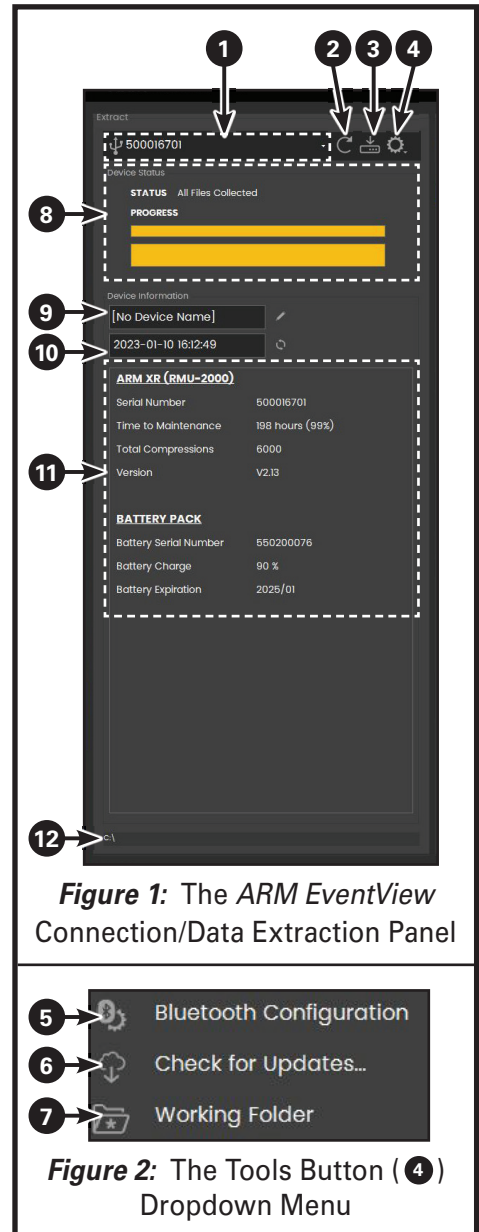 1 2 3 4
Extract
500016701
Device Status
8
STATUS All Files Collected
PROGRESS
Device Information
9 [No Device Name]
10 2023-01-10 16:12:49
ARM XR (RMU-2000)
Serial Number 500016701
Time to Maintenance 198 hours (99%)
Total Compressions 6000
11 Version V2.13
BATTERY PACK
Battery Serial Number 550200076
Battery Charge 90 %
Battery Expiration 2025/01
12 C:\
Figure 1: The ARM EventView
Connection/Data Extraction Panel
5 Bluetooth Configuration
6 Check for Updates...
7 Working Folder
Figure 2: The Tools Button ( 4 )
Dropdown Menu